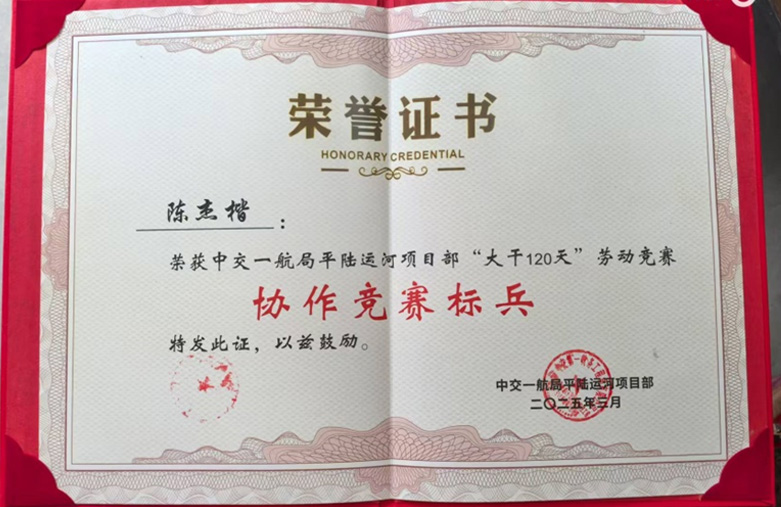 荣誉证书
HONORARY CREDENTIAL
陈杰楷：
荣获中交一航局平陆运河项目部“大干120天”劳动竞赛
协作竞赛标兵
特发此证，以兹鼓励。
中交一航局平陆运河项目部
二〇二五年三月